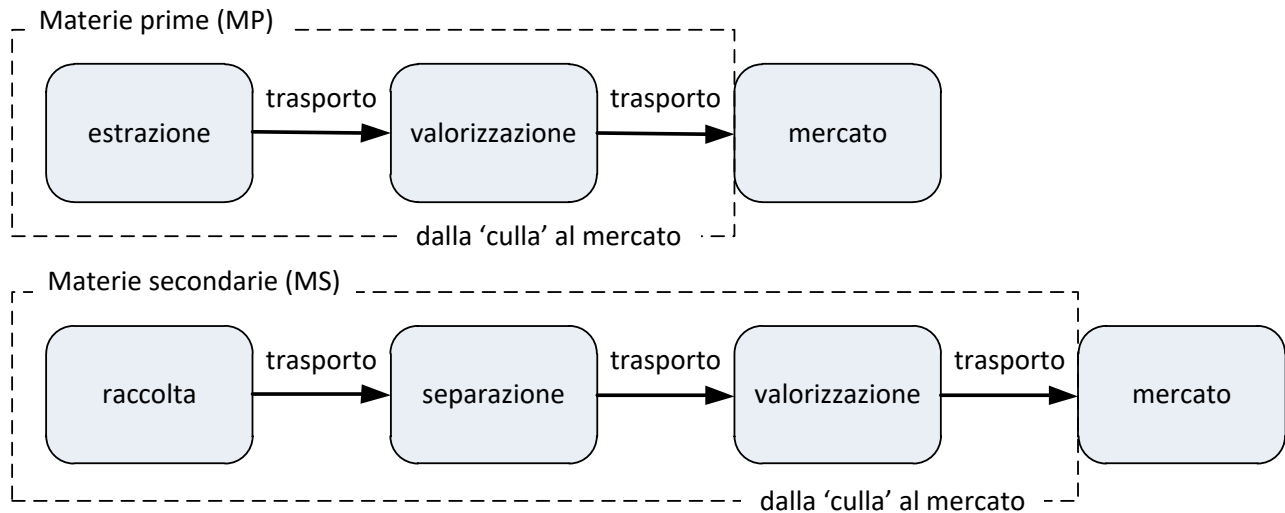 Materie prime (MP)
trasporto trasporto
estrazione valorizzazione mercato
dalla ‘culla’ al mercato
Materie secondarie (MS)
trasporto trasporto trasporto
raccolta separazione valorizzazione mercato
dalla ‘culla’ al mercato